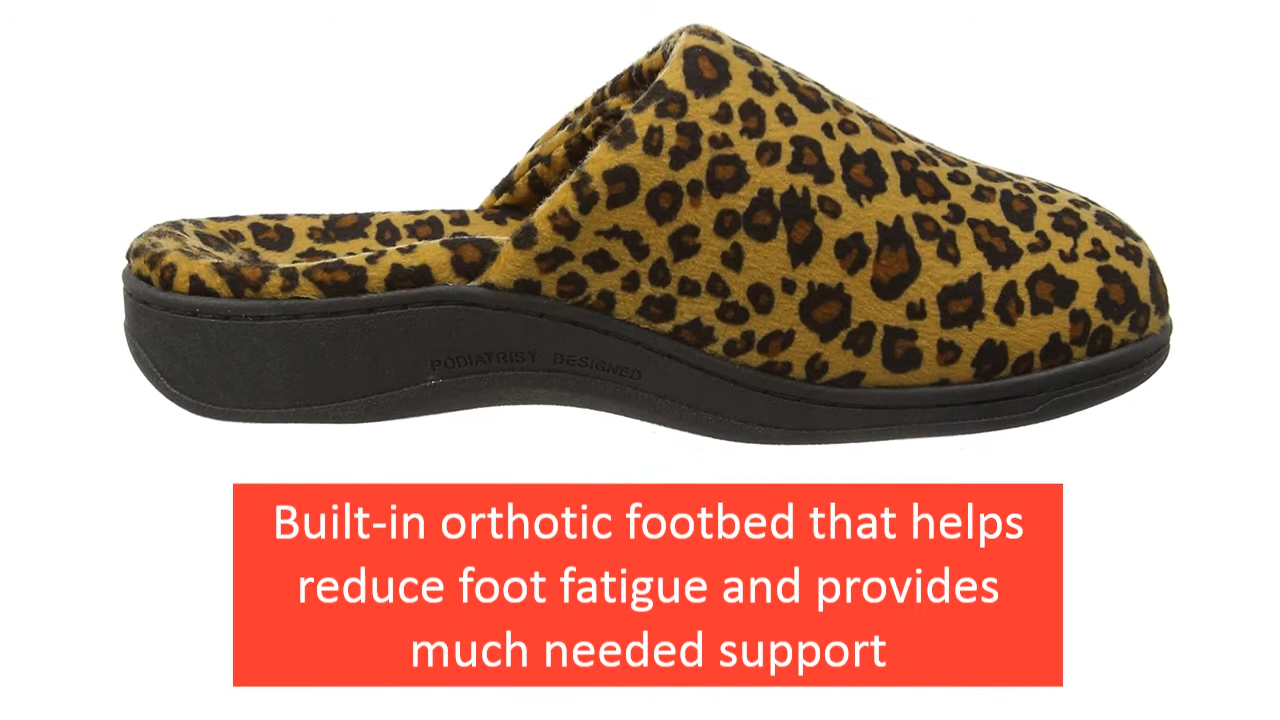 PODIATRIST DESIGNED
Built-in orthotic footbed that helps
reduce foot fatigue and provides
much needed support